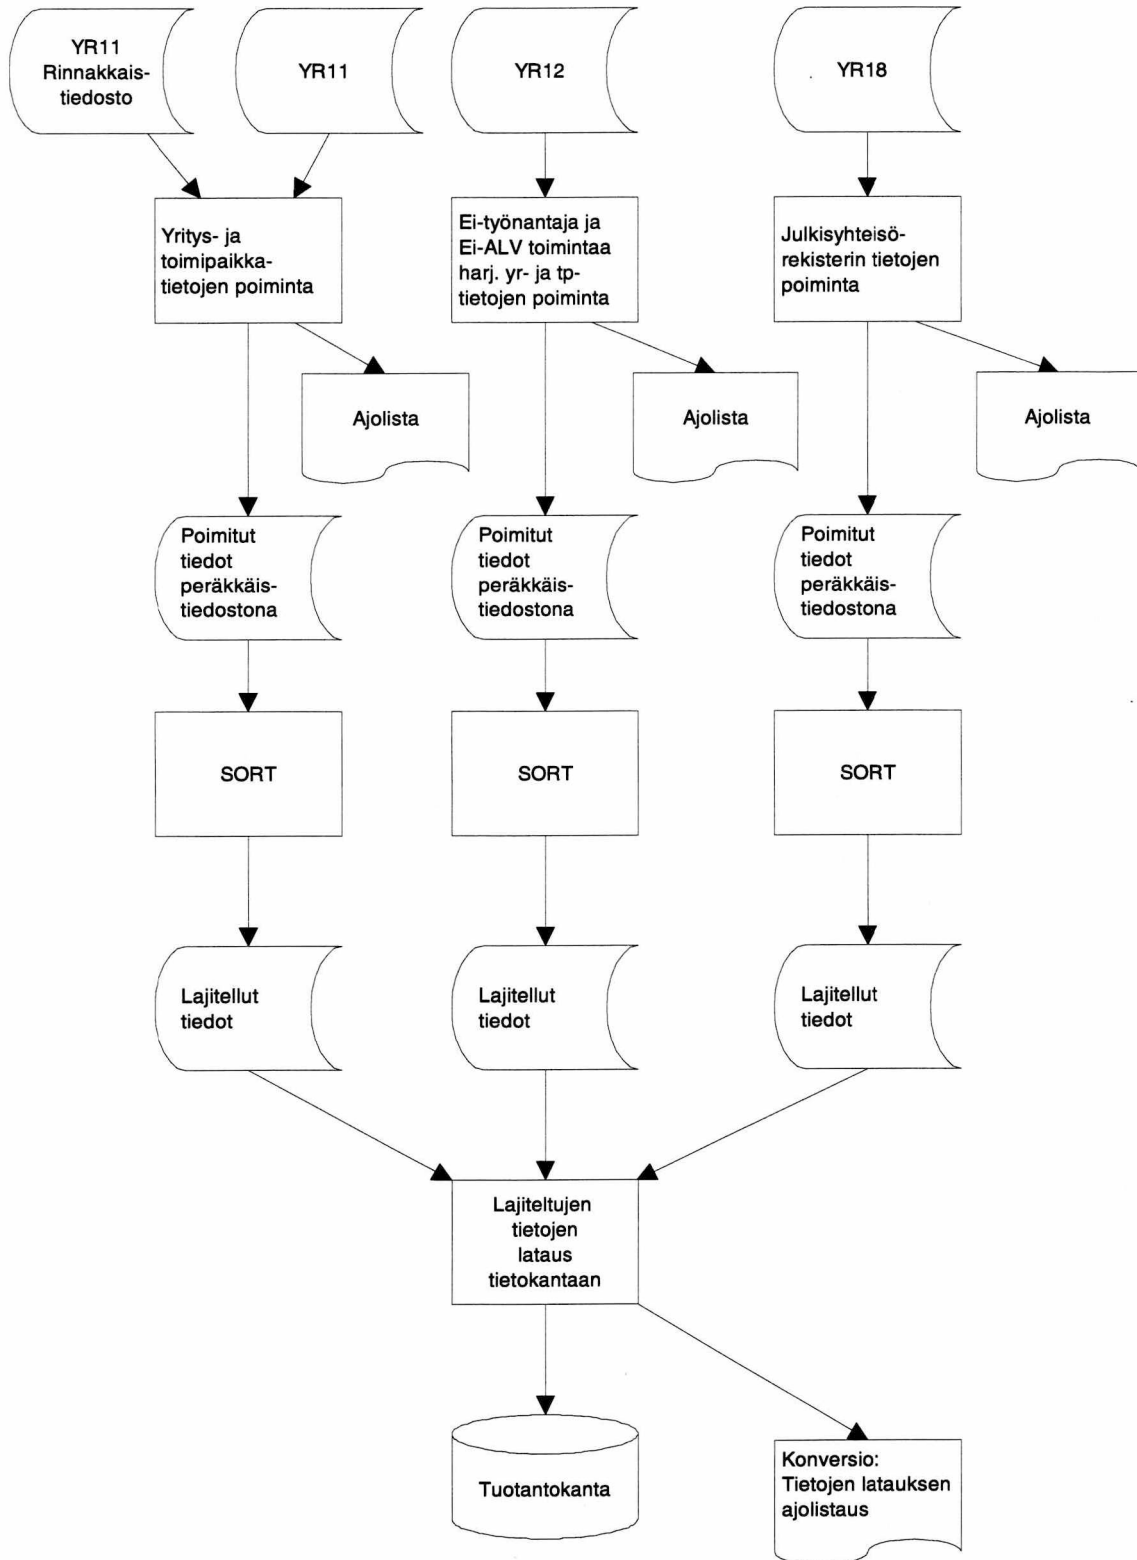 YR11
Rinnakkais-
tiedosto
YR11
YR12
YR18
Yritys- ja
toimipaikka-
tietojen poiminta
Ei-työnantaja ja
Ei-ALV toimintaa
harj. yr- ja tp-
tietojen poiminta
Julkisyhteisö-
rekisterin tietojen
poiminta
Ajolista
Ajolista
Ajolista
Poimitut
tiedot
peräkkäis-
tiedostona
Poimitut
tiedot
peräkkäis-
tiedostona
Poimitut
tiedot
peräkkäis-
tiedostona
SORT
SORT
SORT
Lajitellut
tiedot
Lajitellut
tiedot
Lajitellut
tiedot
Lajiteltujen
tietojen
lataus
tietokantaan
Tuotantokanta
Konversio:
Tietojen latauksen
ajolistaus